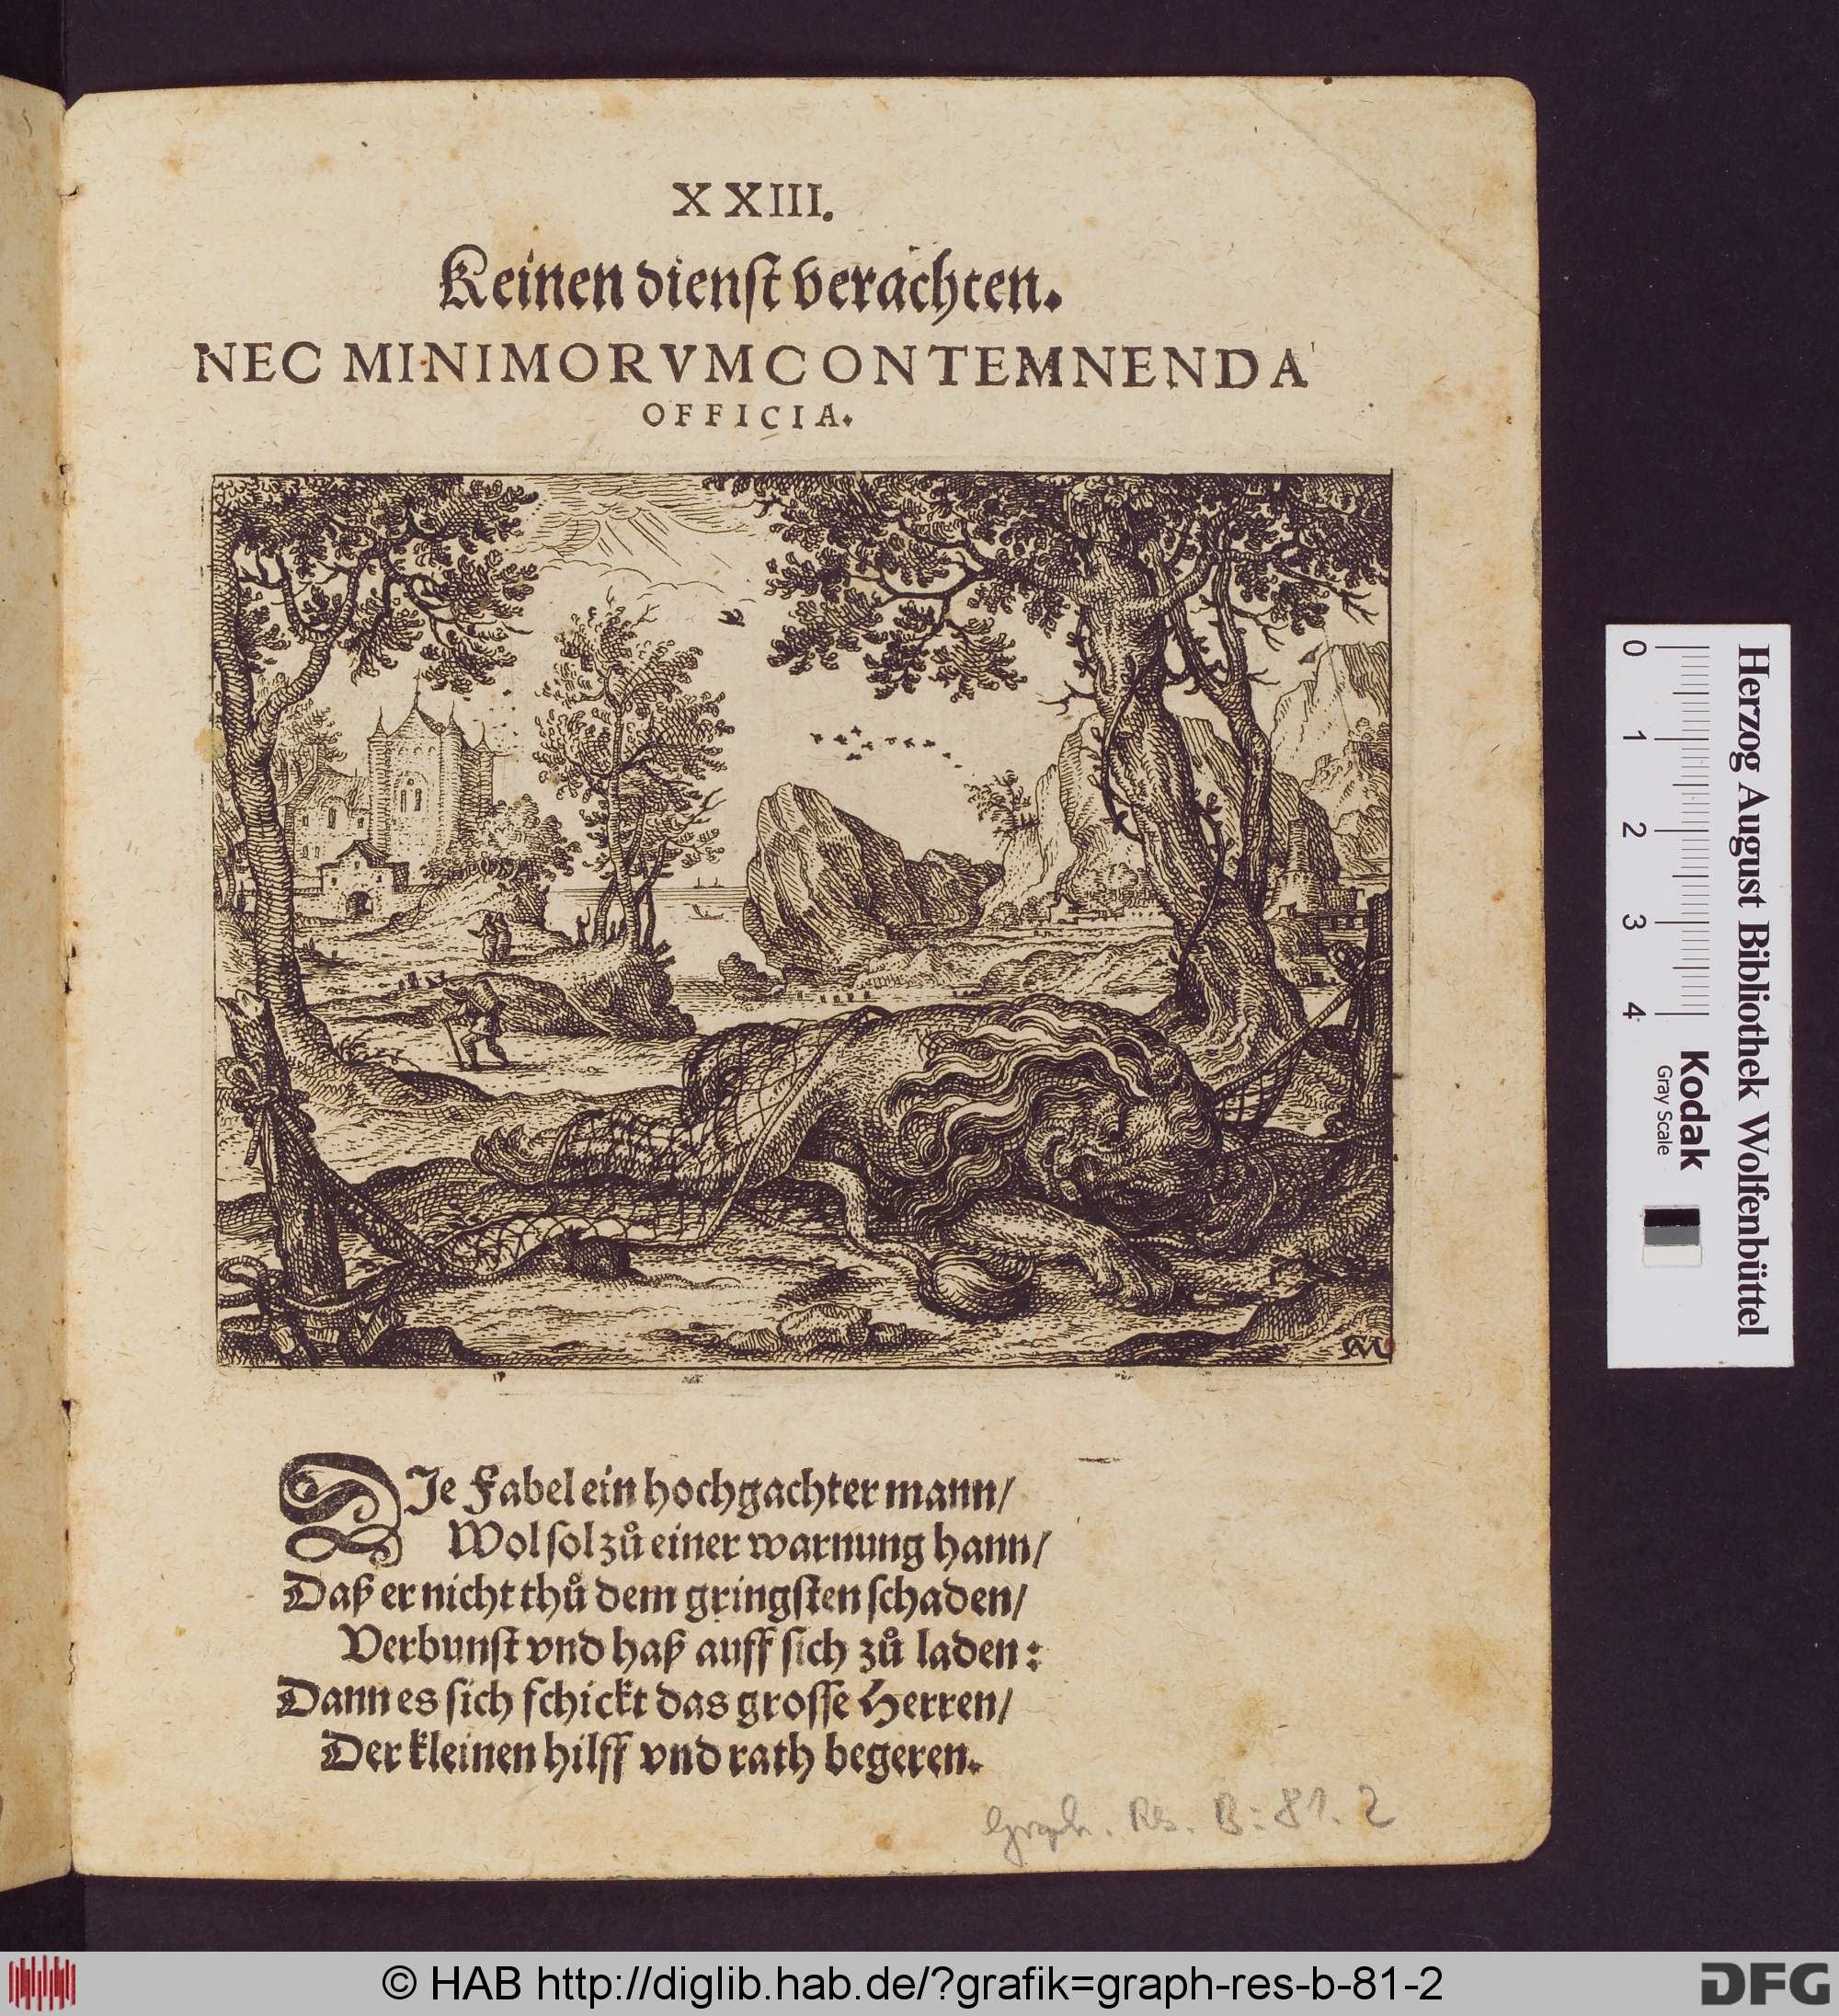 XXIII.
Keinen dienst verachten.
NEC MINIMORVM CONTEMNENDA
OFFICIA.
DIe Fabel ein hochgachter mann/
Wol sol zů einer warnung hann/
Daß er nicht thů dem gringsten schaden/
Verbunst vnd haß auff sich zů laden:
Dann es sich schickt das grosse Herren/
Der kleinen hilff vnd rath begeren.
Graph. Res. B: 81. 2
Herzog August Bibliothek Wolfenbüttel
Kodak
Gray Scale
0 1 2 3 4
© HAB http://diglib.hab.de/?grafik=graph-res-b-81-2
DFG